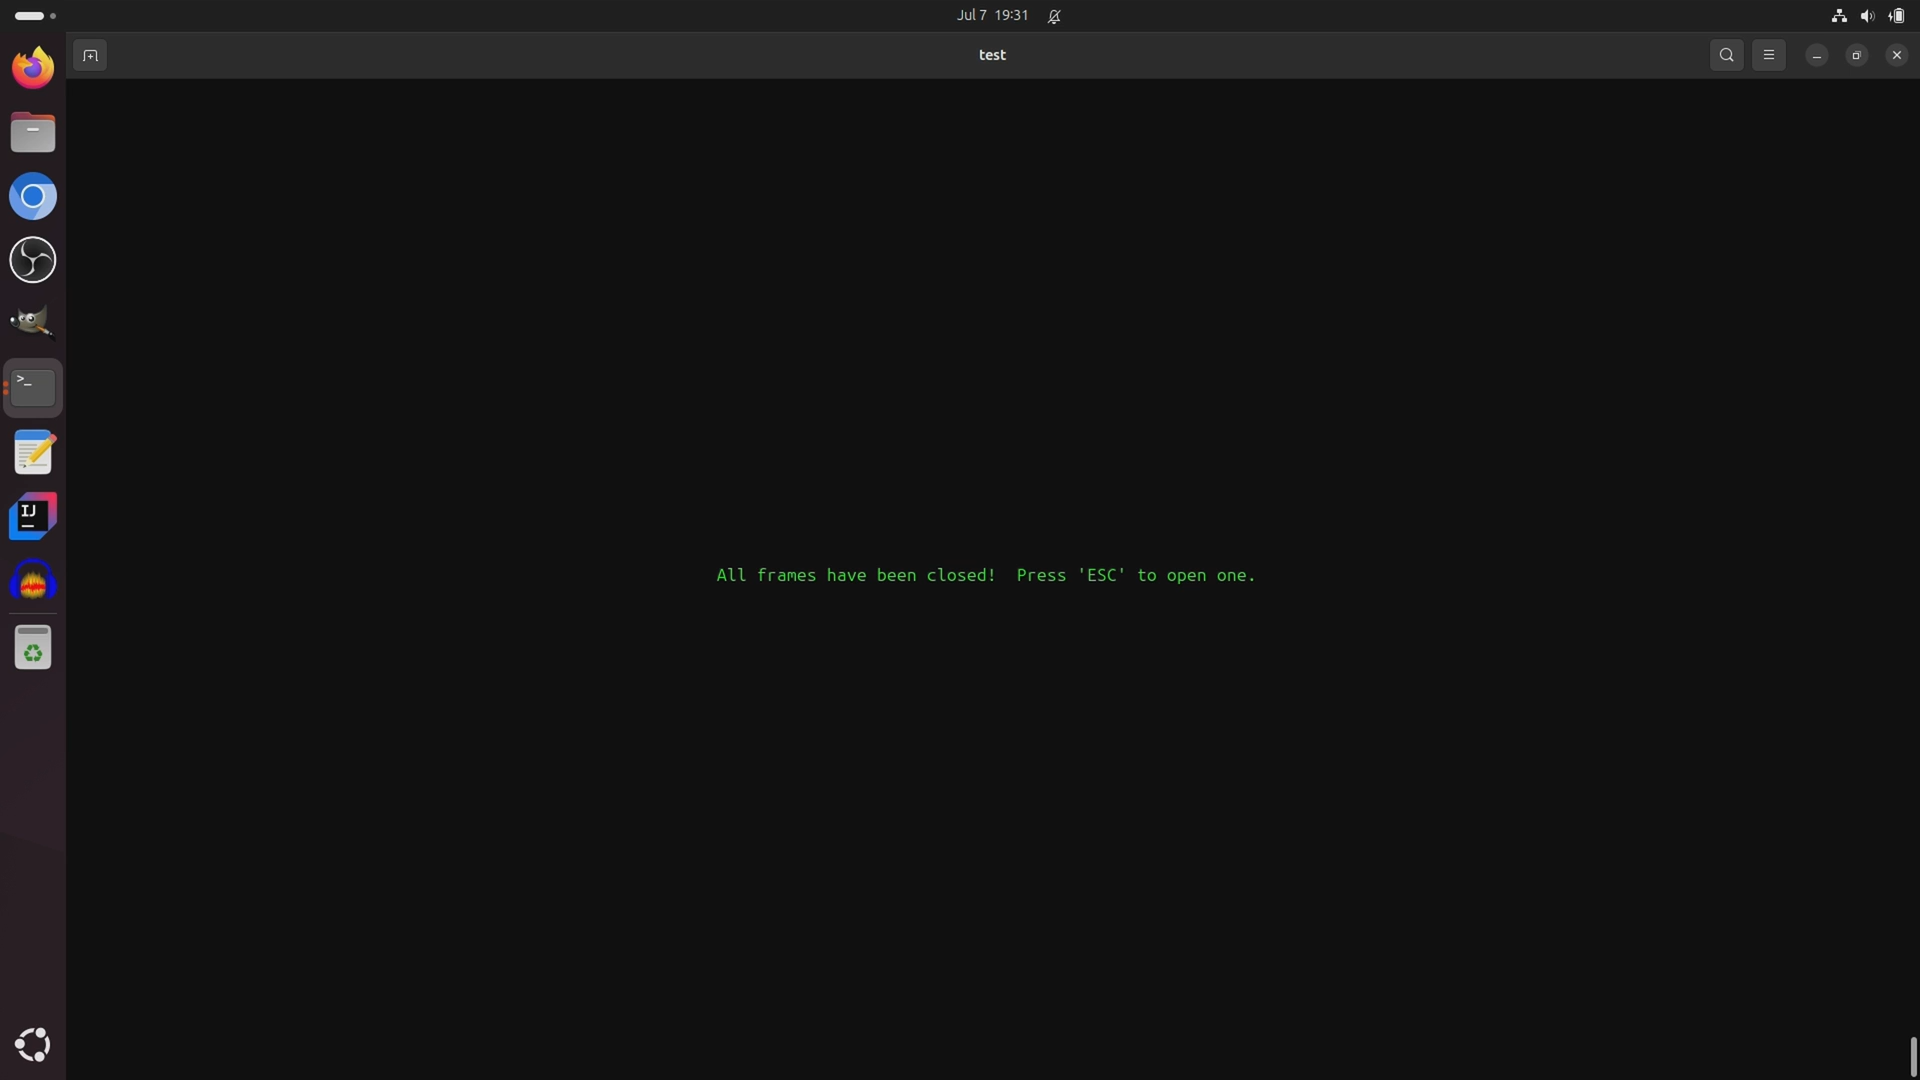 Jul 7 19:31
test
>_
IJ
All frames have been closed!  Press 'ESC' to open one.